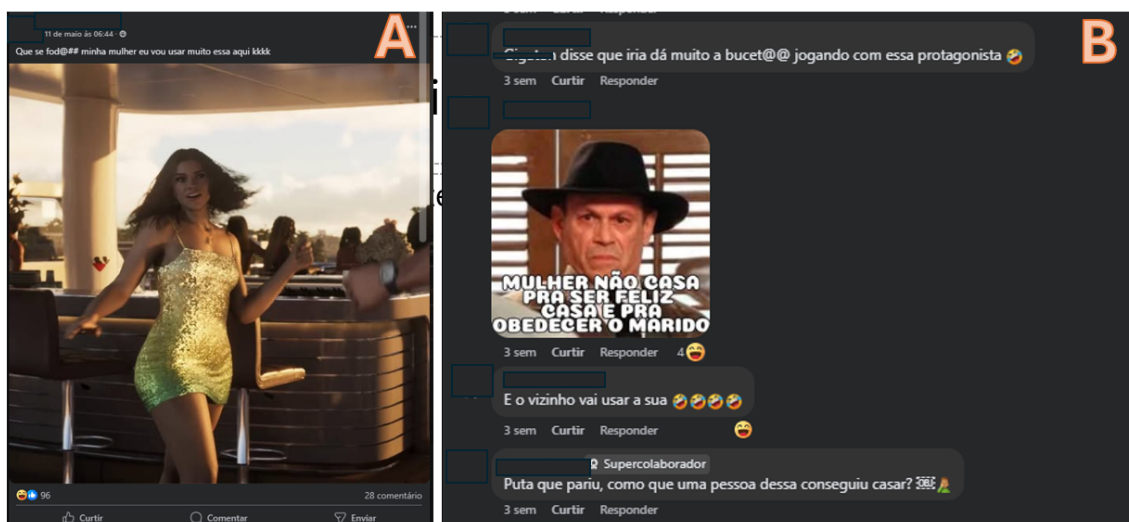 A
11 de maio às 06:44 ·
Que se fod@## minha mulher eu vou usar muito essa aqui kkkk
96
28 comentário
Curtir
Comentar
Enviar
B
3 sem Curtir Responder
disse que iria dá muito a bucet@@ jogando com essa protagonista 🤣
3 sem Curtir Responder
MULHER NÃO CASA
PRA SER FELIZ
CASA E PRA
OBEDECER O MARIDO
3 sem Curtir Responder 4
E o vizinho vai usar a sua 🤣🤣🤣🤣
3 sem Curtir Responder
Supercolaborador
Puta que pariu, como que uma pessoa dessa conseguiu casar?
3 sem Curtir Responder